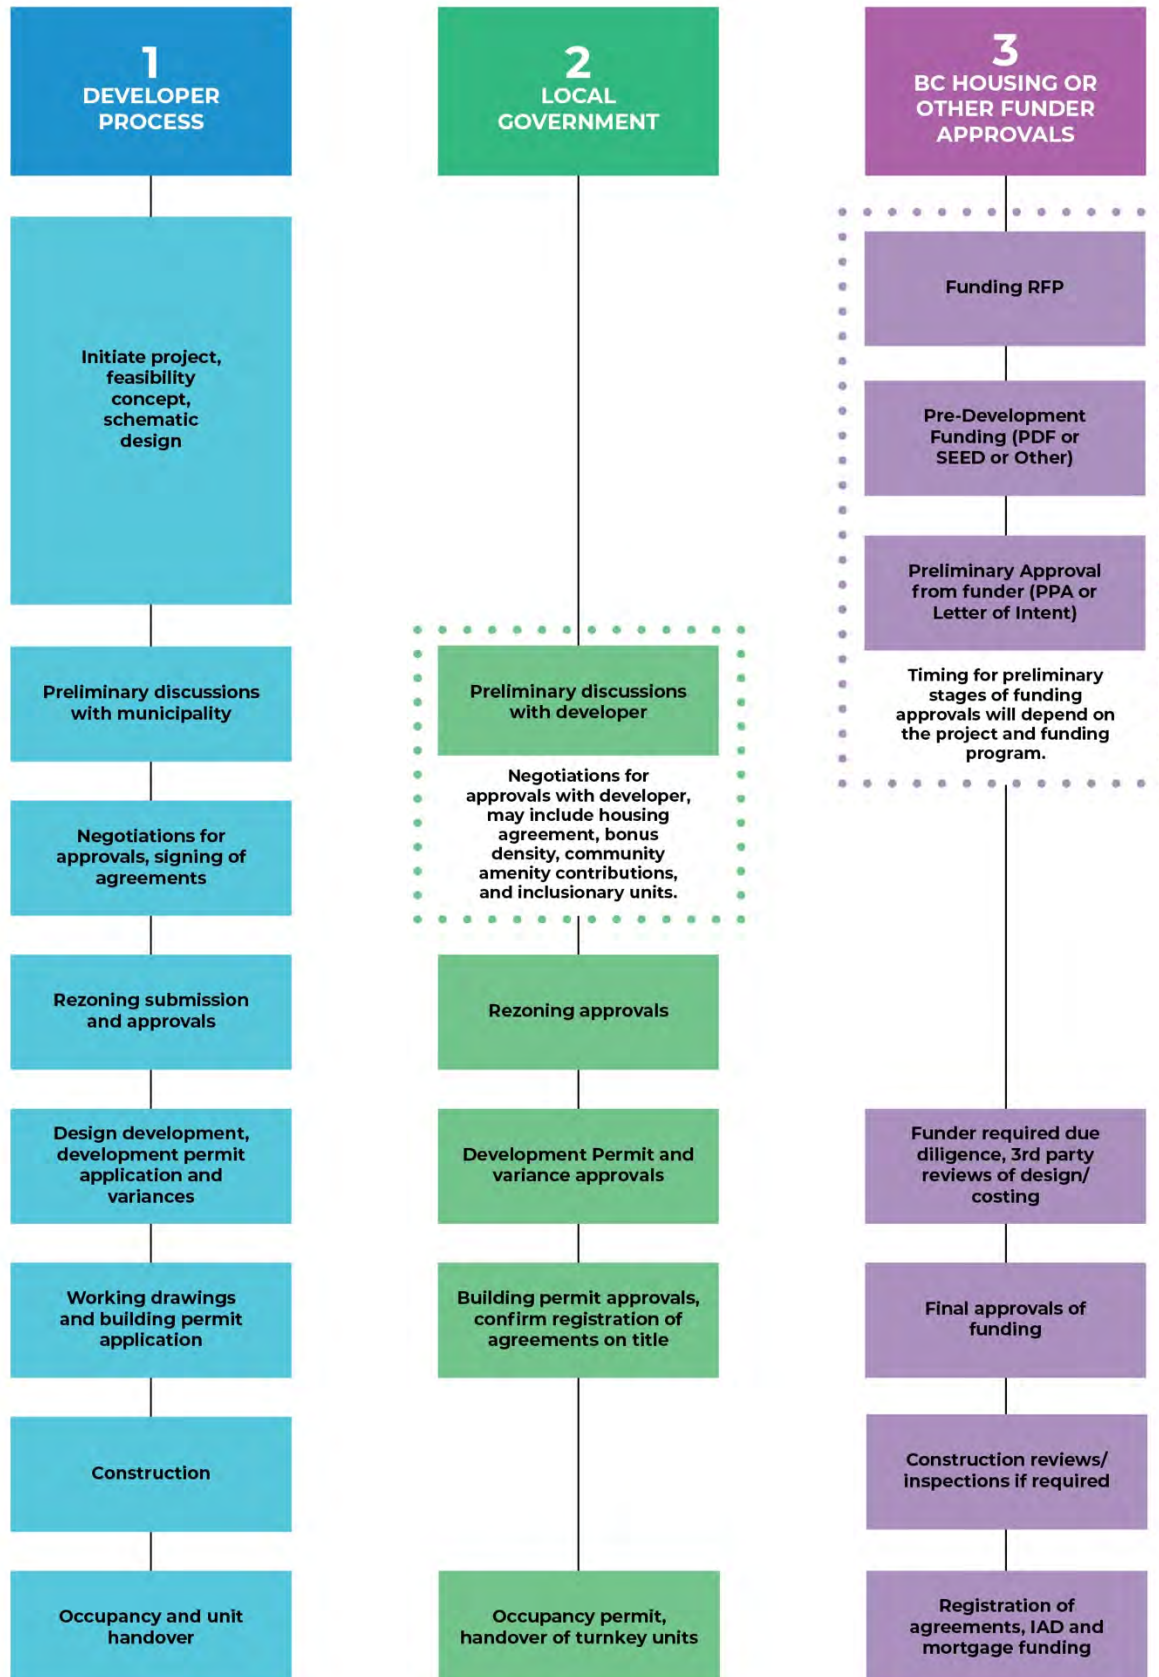 1
DEVELOPER
PROCESS
Initiate project,
feasibility
concept,
schematic
design
Preliminary discussions
with municipality
Negotiations for
approvals, signing of
agreements
Rezoning submission
and approvals
Design development,
development permit
application and
variances
Working drawings
and building permit
application
Construction
Occupancy and unit
handover
2
LOCAL
GOVERNMENT
Preliminary discussions
with developer
Negotiations for
approvals with developer,
may include housing
agreement, bonus
density, community
amenity contributions,
and inclusionary units.
Rezoning approvals
Development Permit and
variance approvals
Building permit approvals,
confirm registration of
agreements on title
Occupancy permit,
handover of turnkey units
3
BC HOUSING OR
OTHER FUNDER
APPROVALS
Funding RFP
Pre-Development
Funding (PDF or
SEED or Other)
Preliminary Approval
from funder (PPA or
Letter of Intent)
Timing for preliminary
stages of funding
approvals will depend on
the project and funding
program.
Funder required due
diligence, 3rd party
reviews of design/
costing
Final approvals of
funding
Construction reviews/
inspections if required
Registration of
agreements, IAD and
mortgage funding